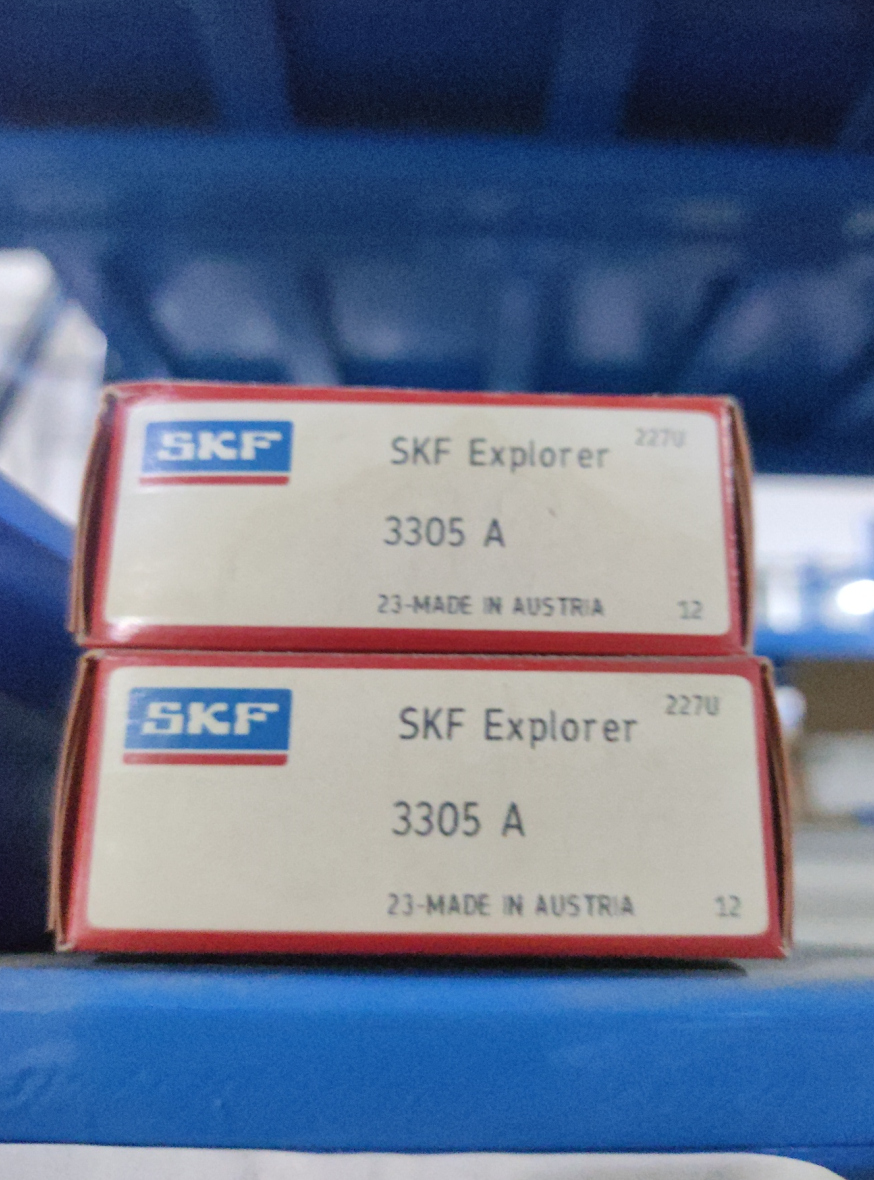 SKF
SKF Explorer
227U
3305 A
23-MADE IN AUSTRIA
12
SKF
SKF Explorer
227U
3305 A
23-MADE IN AUSTRIA
12